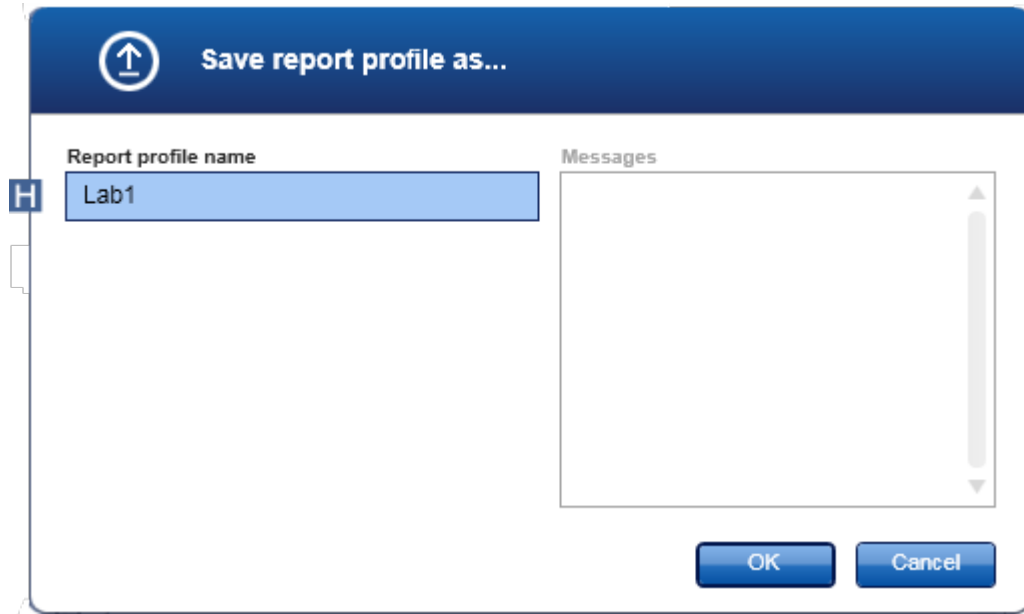 Save report profile as...
Report profile name
Messages
H
Lab1
OK
Cancel